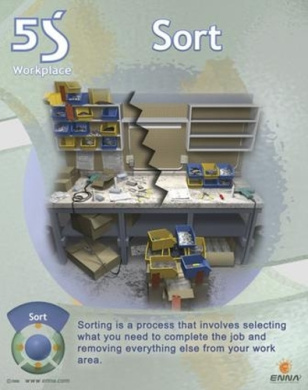 5S
Sort
Workplace
Sort
Sorting is a process that involves selecting
what you need to complete the job and
removing everything else from your work
area.
www.enna.com
ENNA